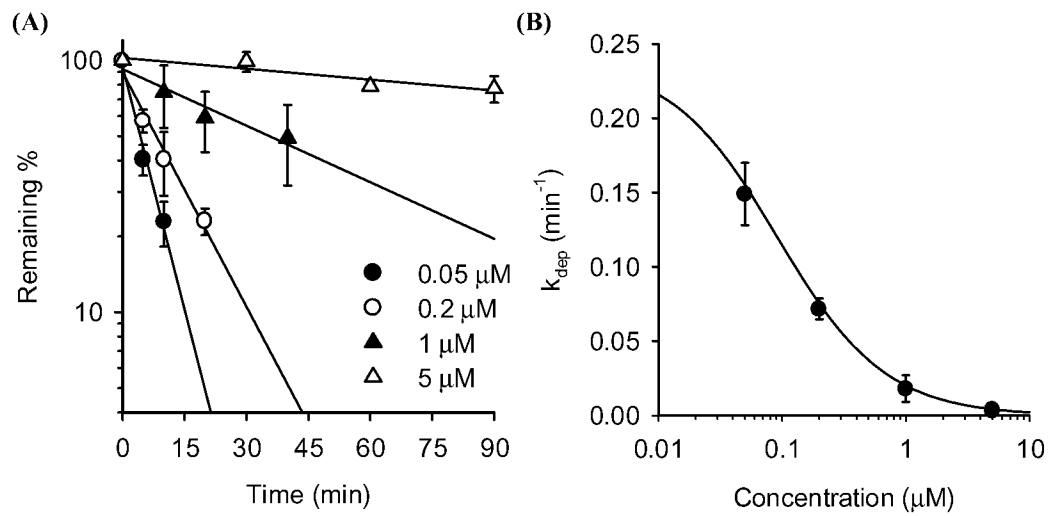 (A)
100
10
Remaining %
0.05 μM
0.2 μM
1 μM
5 μM
0 15 30 45 60 75 90
Time (min)
(B)
0.25
0.20
0.15
0.10
0.05
0.00
k_dep (min⁻¹)
0.01 0.1 1 10
Concentration (μM)